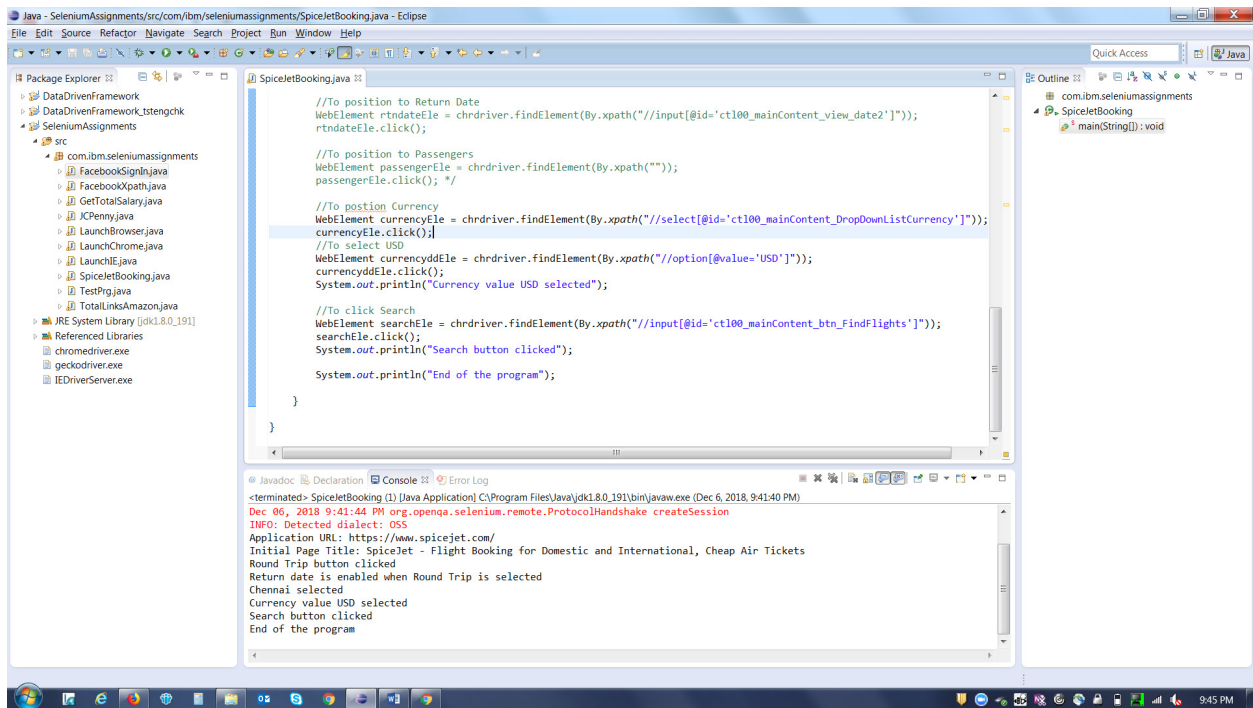 Java - SeleniumAssignments/src/com/ibm/seleniumassignments/SpiceJetBooking.java - Eclipse
File Edit Source Refactor Navigate Search Project Run Window Help
Quick Access
Java
Package Explorer
DataDrivenFramework
DataDrivenFramework_tstengchk
SeleniumAssignments
src
com.ibm.seleniumassignments
FacebookSignIn.java
FacebookXpath.java
GetTotalSalary.java
JCPenny.java
LaunchBrowser.java
LaunchChrome.java
LaunchIE.java
SpiceJetBooking.java
TestPrg.java
TotalLinksAmazon.java
JRE System Library [jdk1.8.0_191]
Referenced Libraries
chromedriver.exe
geckodriver.exe
IEDriverServer.exe
SpiceJetBooking.java
//To position to Return Date
WebElement rtndateEle = chrdriver.findElement(By.xpath("//input[@id='ctl00_mainContent_view_date2']"));
rtndateEle.click();
//To position to Passengers
WebElement passengerEle = chrdriver.findElement(By.xpath(""));
passengerEle.click(); */
//To postion Currency
WebElement currencyEle = chrdriver.findElement(By.xpath("//select[@id='ctl00_mainContent_DropDownListCurrency']"));
currencyEle.click();
//To select USD
WebElement currencyddEle = chrdriver.findElement(By.xpath("//option[@value='USD']"));
currencyddEle.click();
System.out.println("Currency value USD selected");
//To click Search
WebElement searchEle = chrdriver.findElement(By.xpath("//input[@id='ctl00_mainContent_btn_FindFlights']"));
searchEle.click();
System.out.println("Search button clicked");
System.out.println("End of the program");
}
}
Outline
com.ibm.seleniumassignments
SpiceJetBooking
main(String[]) : void
Javadoc Declaration Console Error Log
<terminated> SpiceJetBooking (1) [Java Application] C:\Program Files\Java\jdk1.8.0_191\bin\javaw.exe (Dec 6, 2018, 9:41:40 PM)
Dec 06, 2018 9:41:44 PM org.openqa.selenium.remote.ProtocolHandshake createSession
INFO: Detected dialect: OSS
Application URL: https://www.spicejet.com/
Initial Page Title: SpiceJet - Flight Booking for Domestic and International, Cheap Air Tickets
Round Trip button clicked
Return date is enabled when Round Trip is selected
Chennai selected
Currency value USD selected
Search button clicked
End of the program
9:45 PM